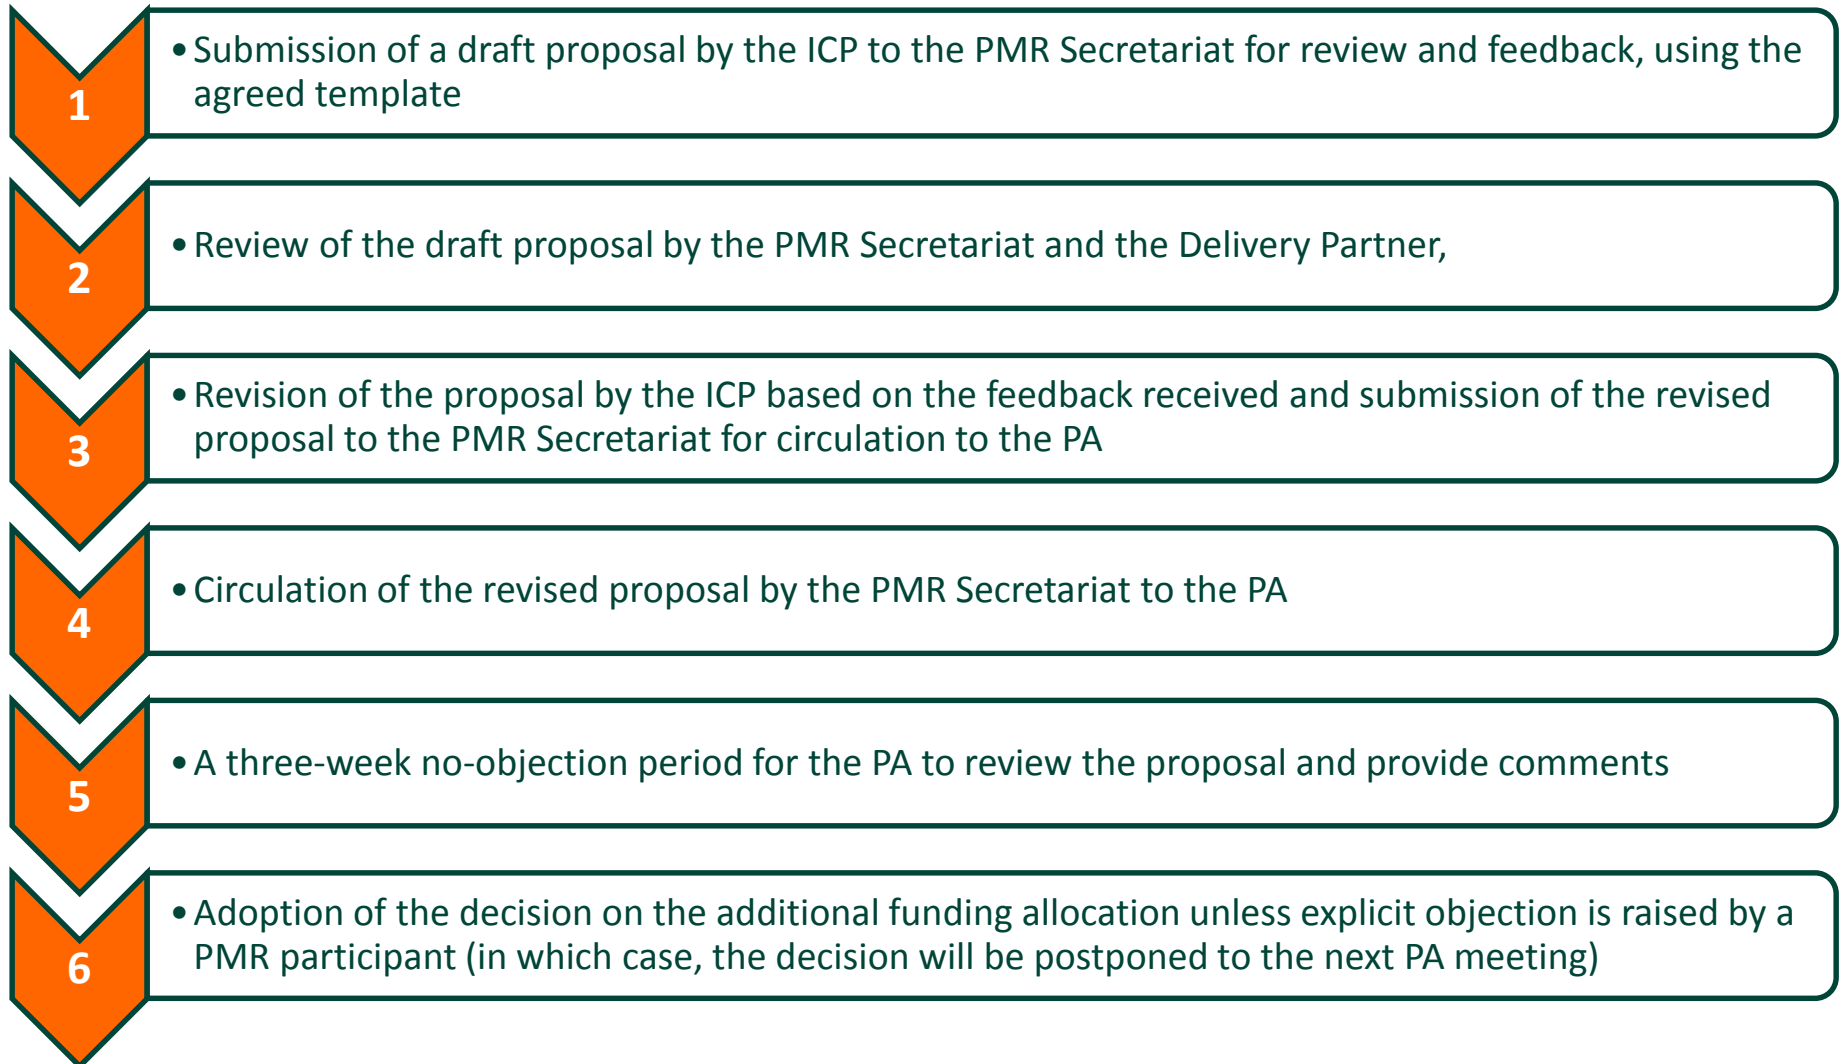 1
• Submission of a draft proposal by the ICP to the PMR Secretariat for review and feedback, using the
agreed template
2
• Review of the draft proposal by the PMR Secretariat and the Delivery Partner,
3
• Revision of the proposal by the ICP based on the feedback received and submission of the revised
proposal to the PMR Secretariat for circulation to the PA
4
• Circulation of the revised proposal by the PMR Secretariat to the PA
5
• A three-week no-objection period for the PA to review the proposal and provide comments
6
• Adoption of the decision on the additional funding allocation unless explicit objection is raised by a
PMR participant (in which case, the decision will be postponed to the next PA meeting)